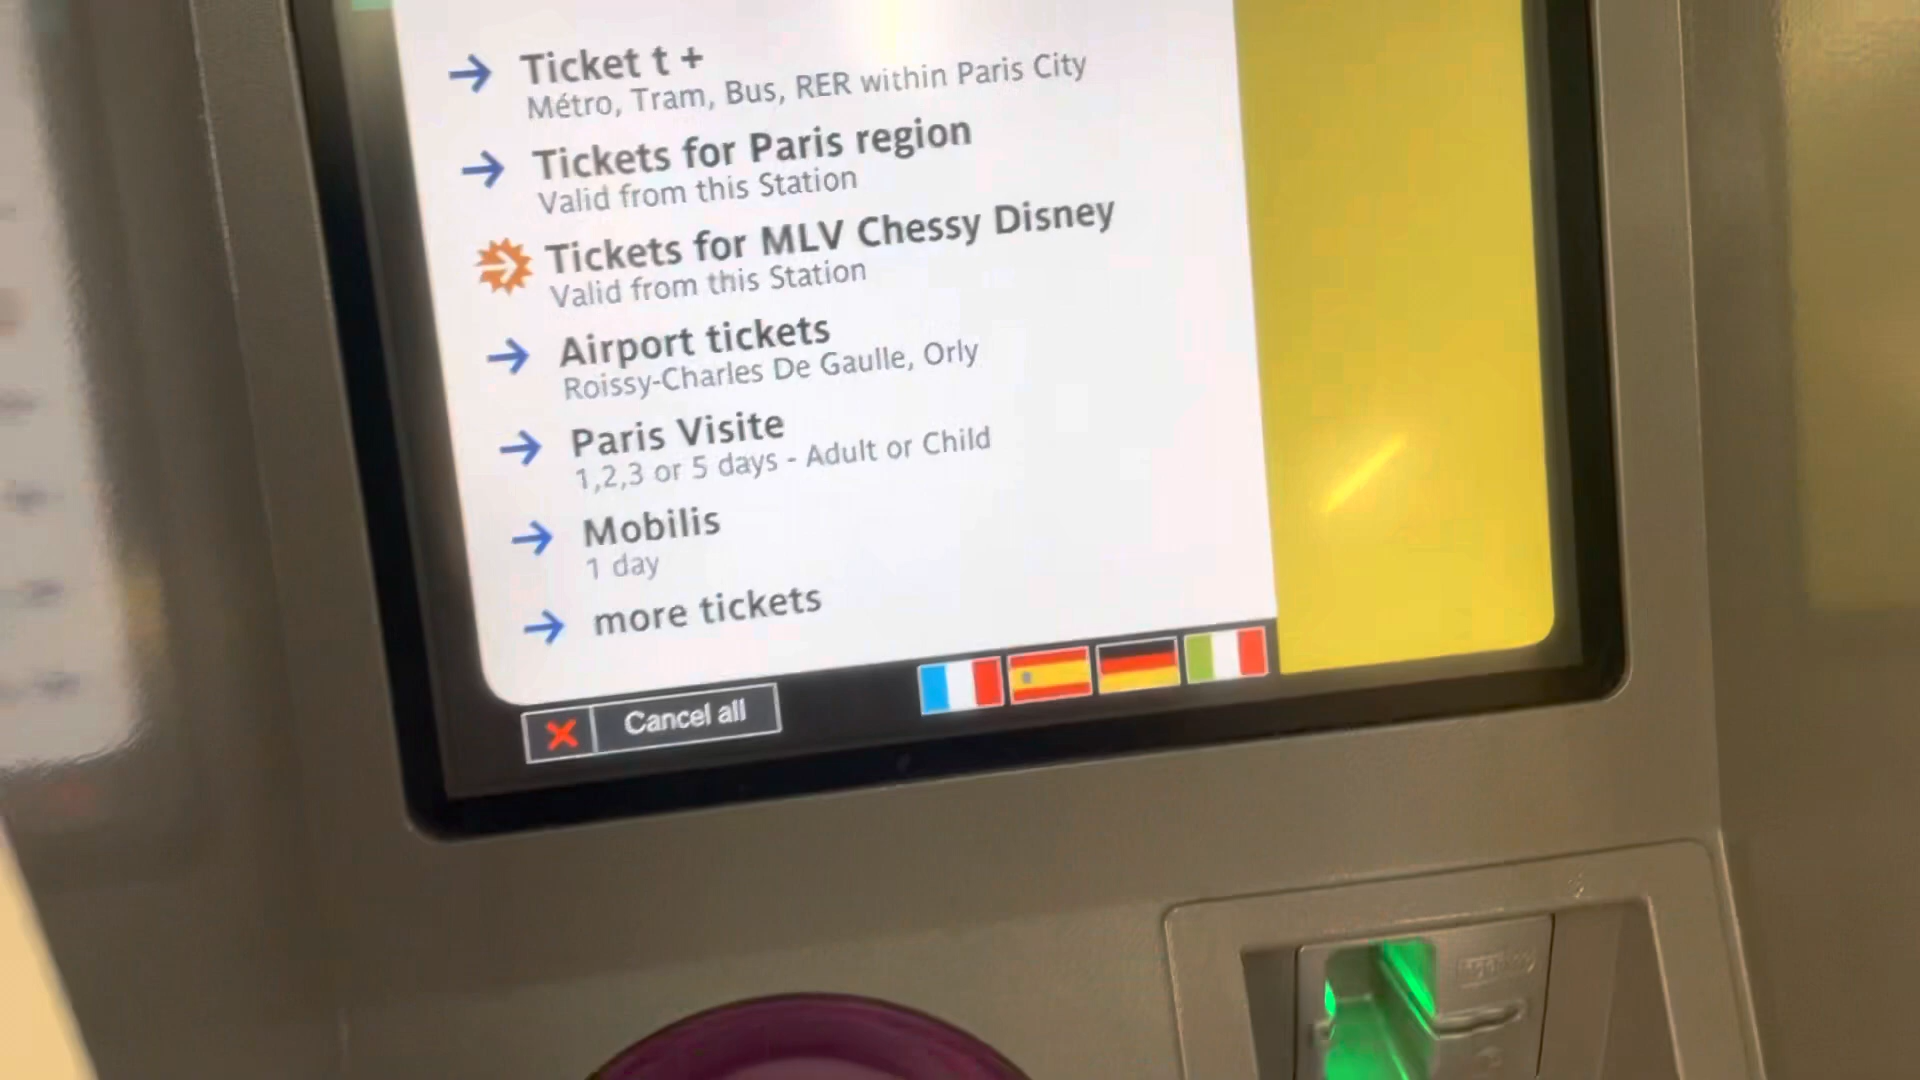 Ticket t +
Métro, Tram, Bus, RER within Paris City
Tickets for Paris region
Valid from this Station
Tickets for MLV Chessy Disney
Valid from this Station
Airport tickets
Roissy-Charles De Gaulle, Orly
Paris Visite
1,2,3 or 5 days - Adult or Child
Mobilis
1 day
more tickets
Cancel all